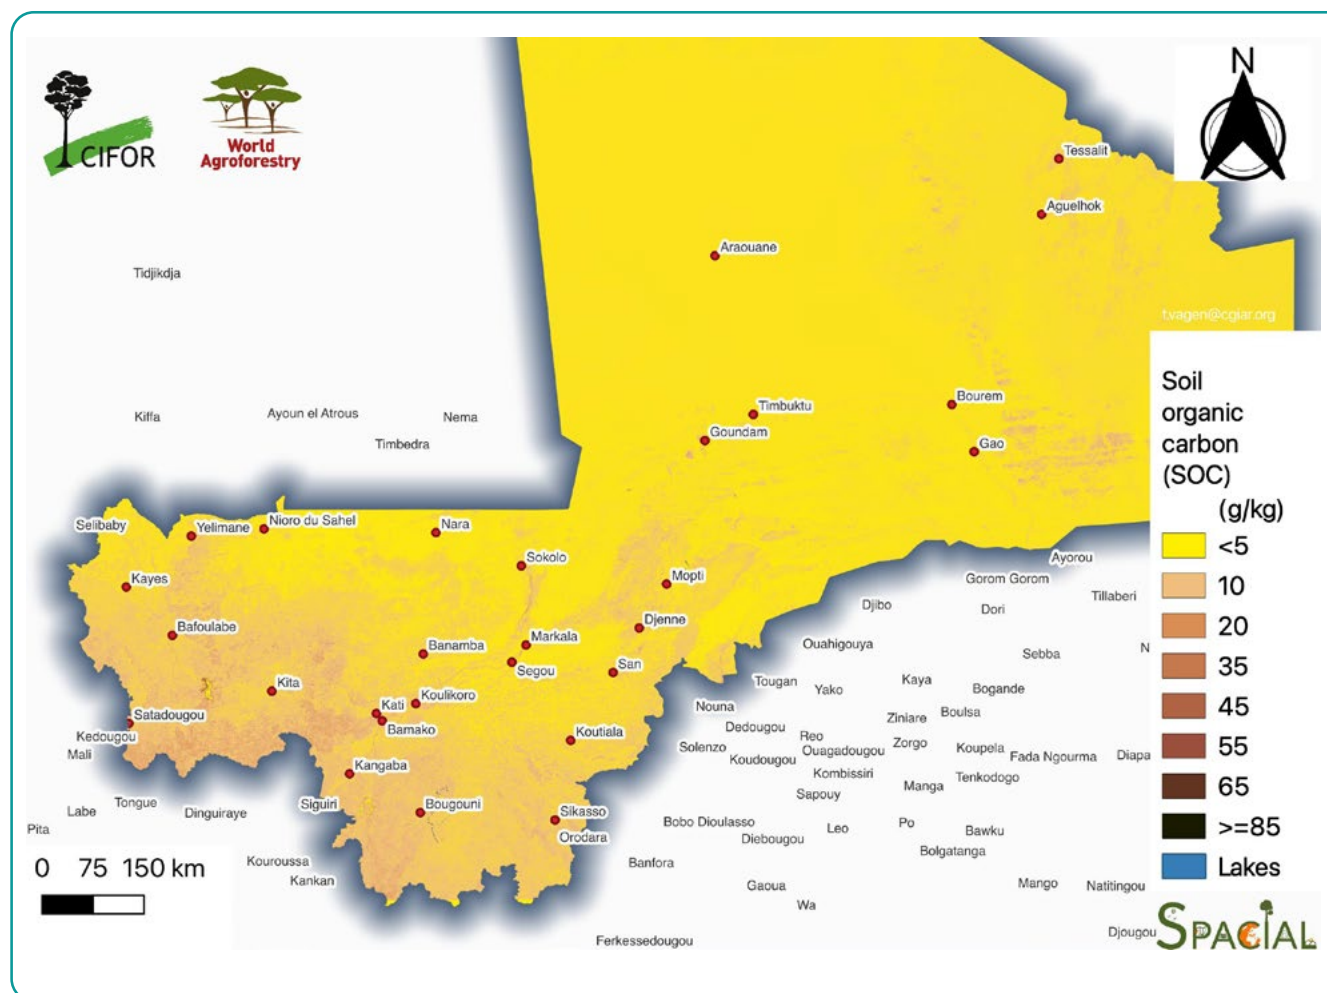 CIFOR
World
Agroforestry
N
Tessalit
Aguelhok
Araouane
Tidjikdja
t.vagen@cgiar.org
Kiffa
Ayoun el Atrous
Nema
Timbedra
Timbuktu
Goundam
Bourem
Gao
Selibaby
Yelimane
Nioro du Sahel
Nara
Sokolo
Kayes
Mopti
Bafoulabe
Banamba
Markala
Segou
Djenne
San
Kita
Kati
Koulikoro
Bamako
Satadougou
Kedougou
Mali
Koutiala
Kangaba
Bougouni
Sikasso
Orodara
Labe
Tongue
Dinguiraye
Siguiri
Pita
Kouroussa
Kankan
Ayorou
Gorom Gorom
Tillaberi
Djibo
Dori
Ouahigouya
Sebba
N
Tougan
Yako
Kaya
Bogande
Nouna
Dedougou
Reo
Ziniare
Boulsa
Solenzo
Koudougou
Ouagadougou
Zorgo
Koupela
Fada Ngourma
Diapa
Kombissiri
Sapouy
Manga
Tenkodogo
Bobo Dioulasso
Diebougou
Leo
Po
Bawku
Bolgatanga
Banfora
Gaoua
Wa
Mango
Natitingou
Ferkessedougou
Djougou
Soil
organic
carbon
(SOC)
(g/kg)
<5
10
20
35
45
55
65
>=85
Lakes
0 75 150 km
SPACIAL